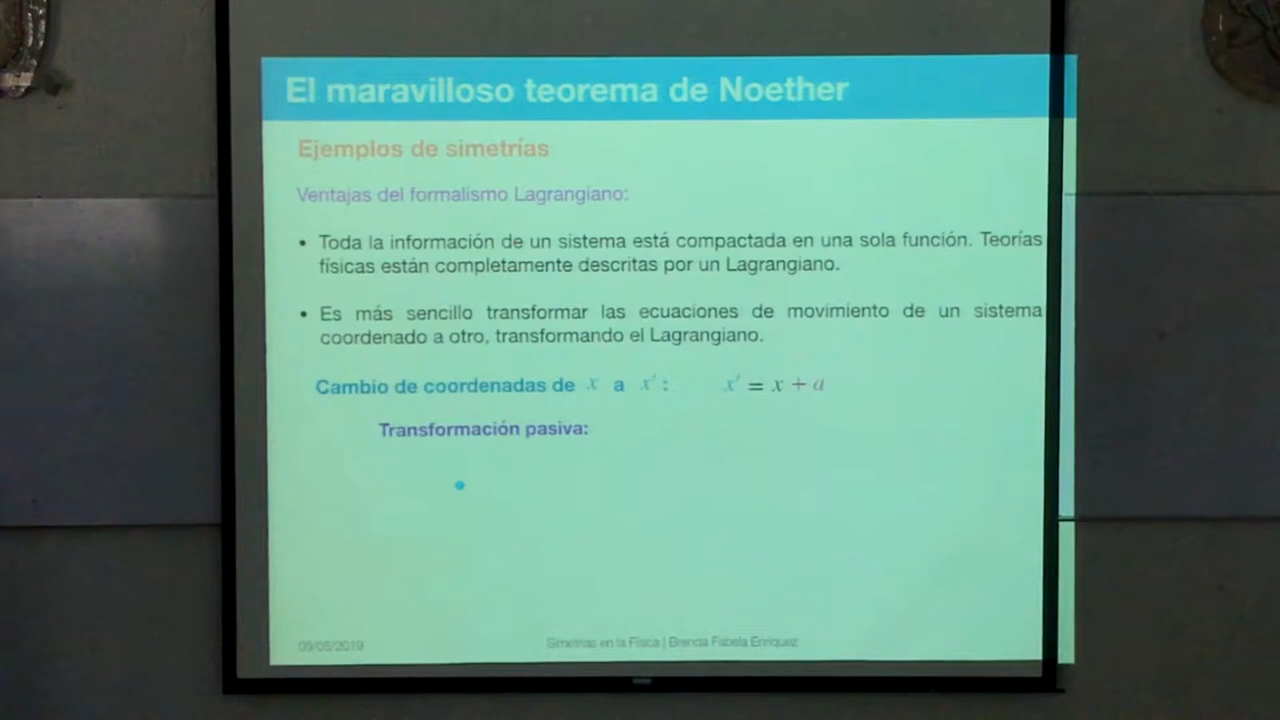 El maravilloso teorema de Noether
Ejemplos de simetrías
Ventajas del formalismo Lagrangiano:
• Toda la información de un sistema está compactada en una sola función. Teorías
físicas están completamente descritas por un Lagrangiano.
• Es más sencillo transformar las ecuaciones de movimiento de un sistema
coordenado a otro, transformando el Lagrangiano.
Cambio de coordenadas de x a x′: x′ = x + a
Transformación pasiva:
09/05/2019 Simetrías en la Física | Brenda Fabela Enriquez